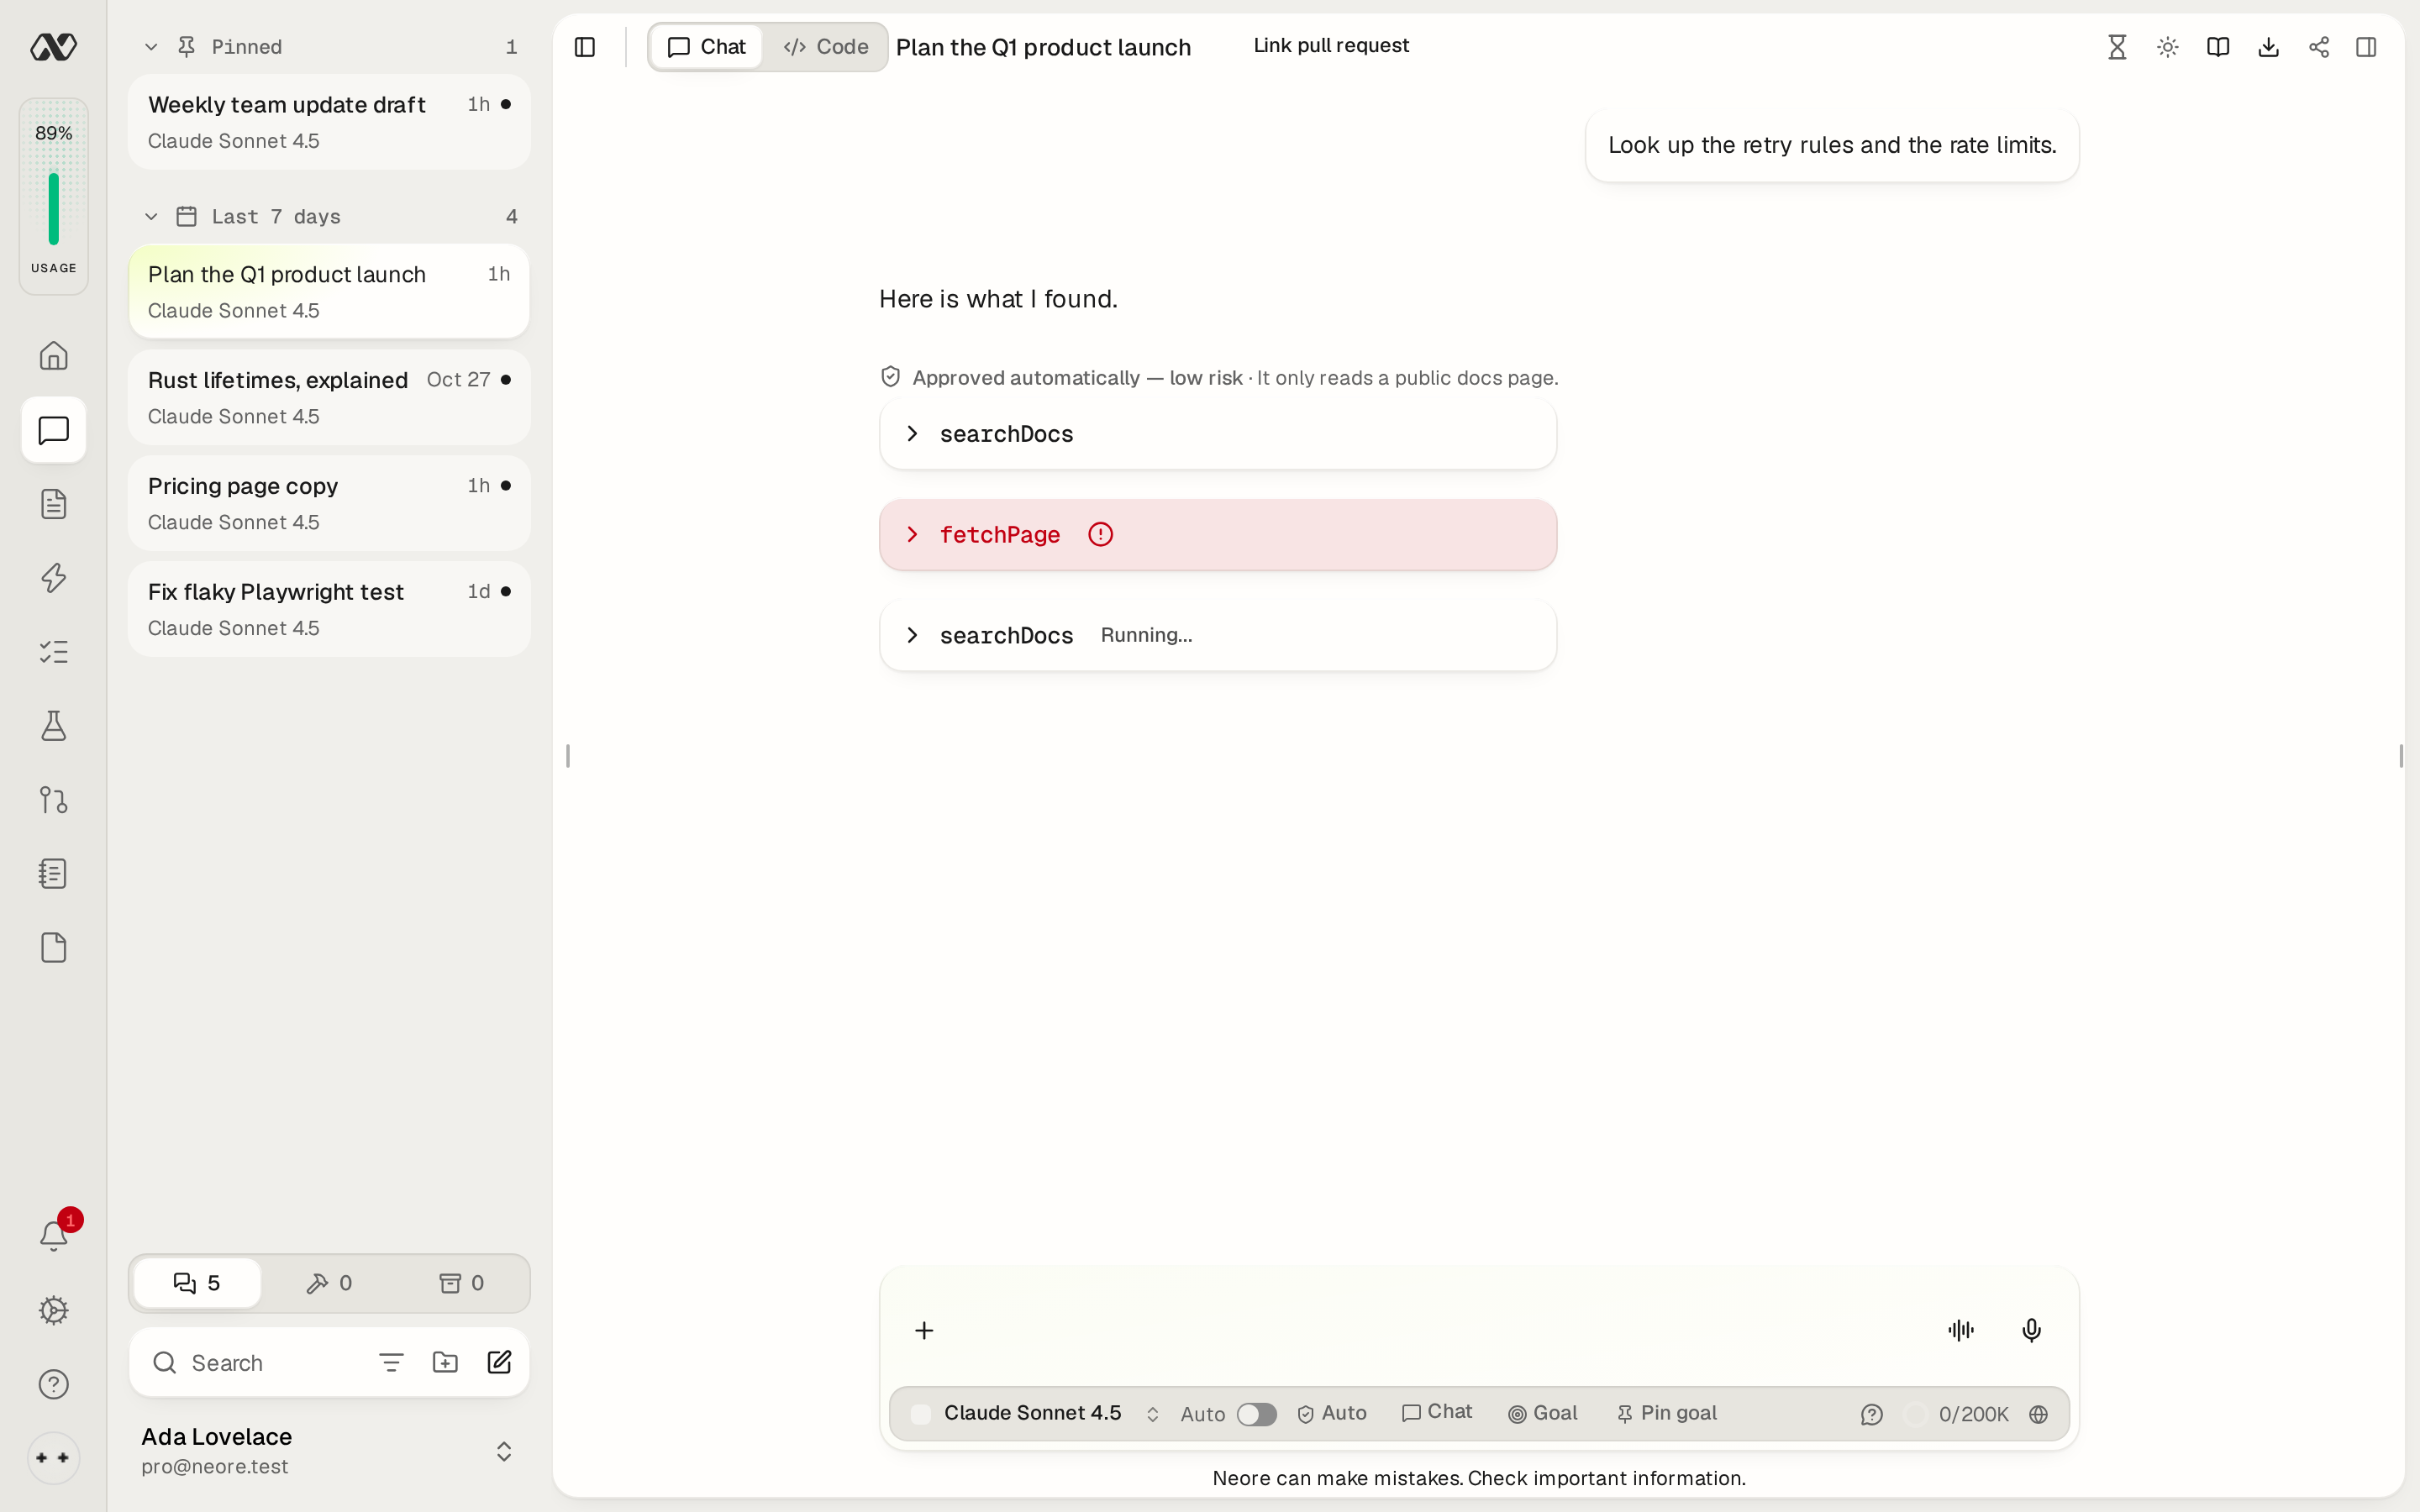 89%
USAGE
1
Pinned
1
Weekly team update draft
1h
Claude Sonnet 4.5
Last 7 days
4
Plan the Q1 product launch
1h
Claude Sonnet 4.5
Rust lifetimes, explained
Oct 27
Claude Sonnet 4.5
Pricing page copy
1h
Claude Sonnet 4.5
Fix flaky Playwright test
1d
Claude Sonnet 4.5
5
0
0
Search
Ada Lovelace
pro@neore.test
Chat
Code
Plan the Q1 product launch
Link pull request
Look up the retry rules and the rate limits.
Here is what I found.
Approved automatically — low risk · It only reads a public docs page.
searchDocs
fetchPage
searchDocs
Running...
Claude Sonnet 4.5
Auto
Auto
Chat
Goal
Pin goal
0/200K
Neore can make mistakes. Check important information.